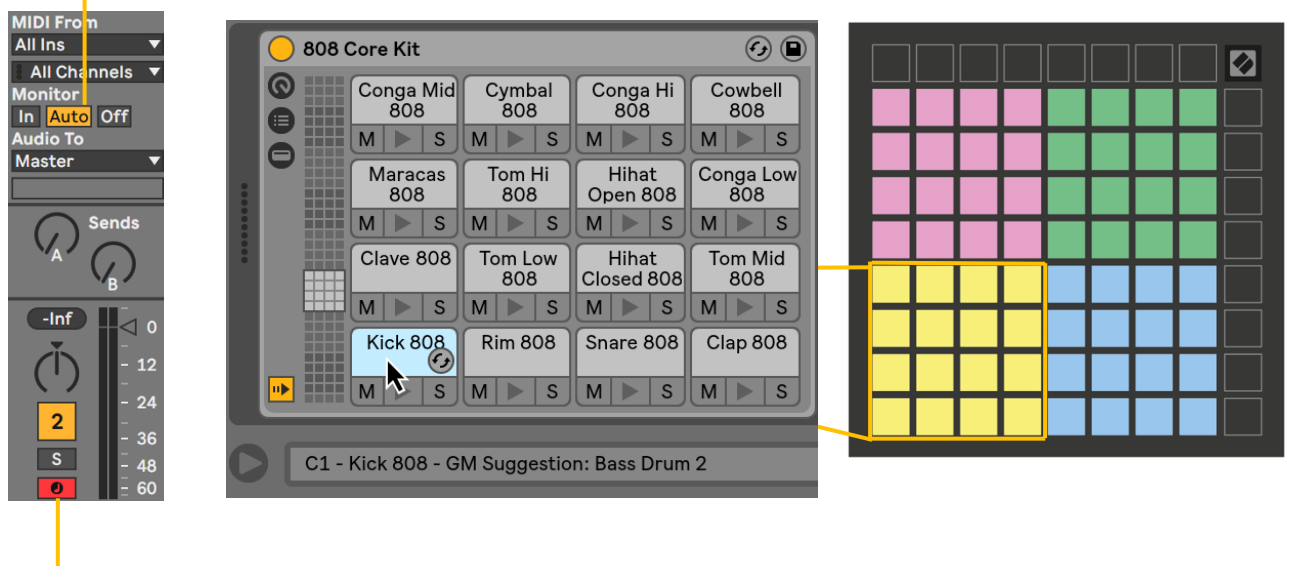 MIDI From
All Ins
All Channels
Monitor
In Auto Off
Audio To
Master
Sends
A
B
-Inf
0
12
24
36
48
60
2
S
808 Core Kit
Conga Mid
808
M S
Cymbal
808
M S
Conga Hi
808
M S
Cowbell
808
M S
Maracas
808
M S
Tom Hi
808
M S
Hihat
Open 808
M S
Conga Low
808
M S
Clave 808
M S
Tom Low
808
M S
Hihat
Closed 808
M S
Tom Mid
808
M S
Kick 808
M S
Rim 808
M S
Snare 808
M S
Clap 808
M S
C1 - Kick 808 - GM Suggestion: Bass Drum 2